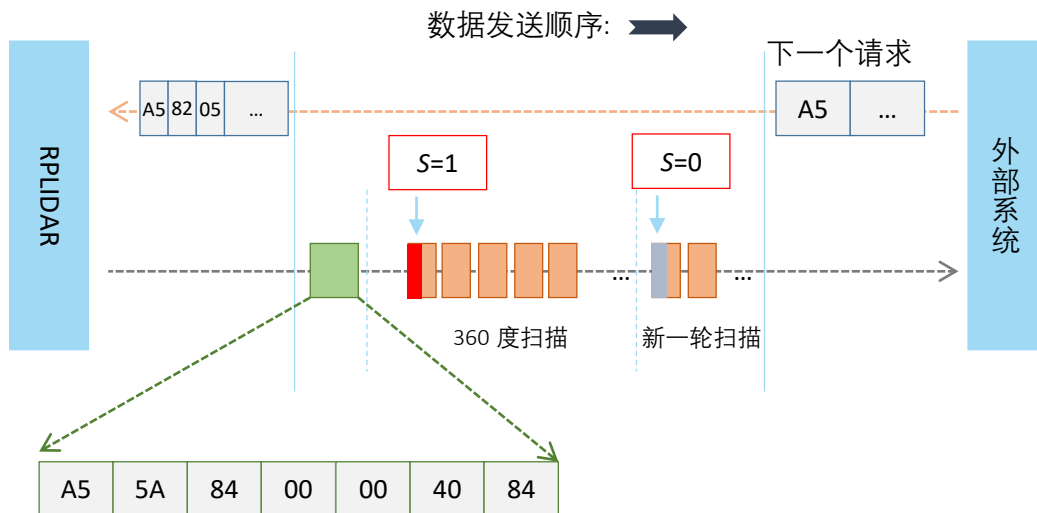 数据发送顺序:
下一个请求
A5 82 05 ...
A5 ...
RPLIDAR
外部系统
S=1
S=0
... ...
360 度扫描
新一轮扫描
A5 5A 84 00 00 40 84